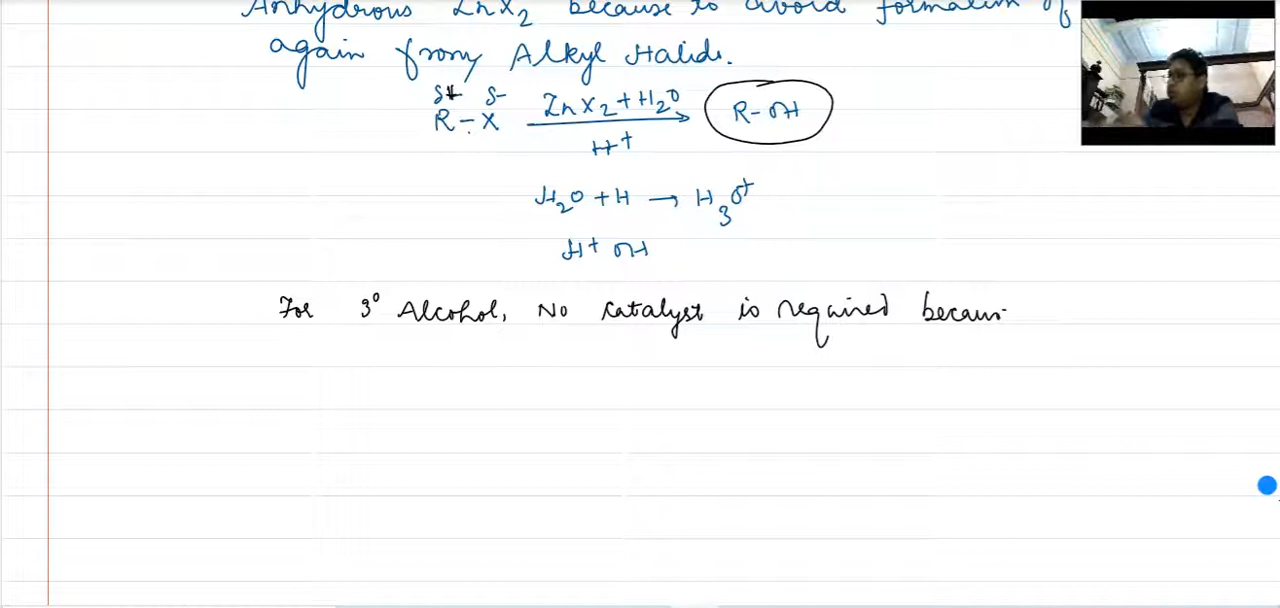 Anhydrous ZnX2 because to avoid formation of
again from Alkyl Halide.
δ+ δ-
R-X ZnX2+H2O R-OH
H+
H2O + H → H3O+
H+ OH
For 3° Alcohol, No catalyst is required becaus